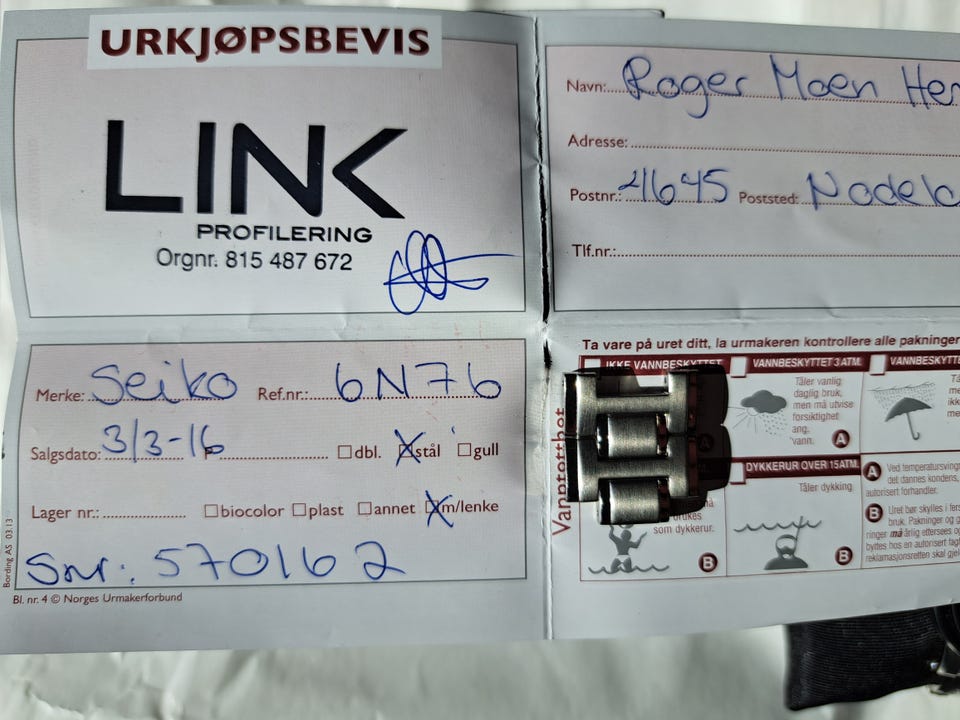 URKJØPSBEVIS
LINK
PROFILERING
Orgnr. 815 487 672
Merke: Seiko Ref.nr.: 6N76
Salgsdato: 3/3-16 dbl. stål gull
Lager nr.: biocolor plast annet m/lenke
Snr: 570162
Bording AS 03.13
Bl. nr. 4 © Norges Urmakerforbund
Navn: Roger Moen
Adresse:
Postnr.: 4645 Poststed:
Tlf.nr.:
Ta vare på uret ditt, la urmakeren kontrollere alle pakninger
Vanntetthet
IKKE VANNBESKYTTET
VANNBESKYTTET 3 ATM.
Tåler vanlig
daglig bruk,
men må utvise
forsiktighet
ang.
vann.
A
VANNBESKYTTET
som dykkerur.
B
DYKKERUR OVER 15ATM.
Tåler dykking.
B
A Ved temperatursving
det dannes kondens,
autorisert forhandler.
B Uret bør skylles i
bruk. Pakninger og
ringer må årlig ettersees
byttes hos en autorisert
reklamasjonsretten skal